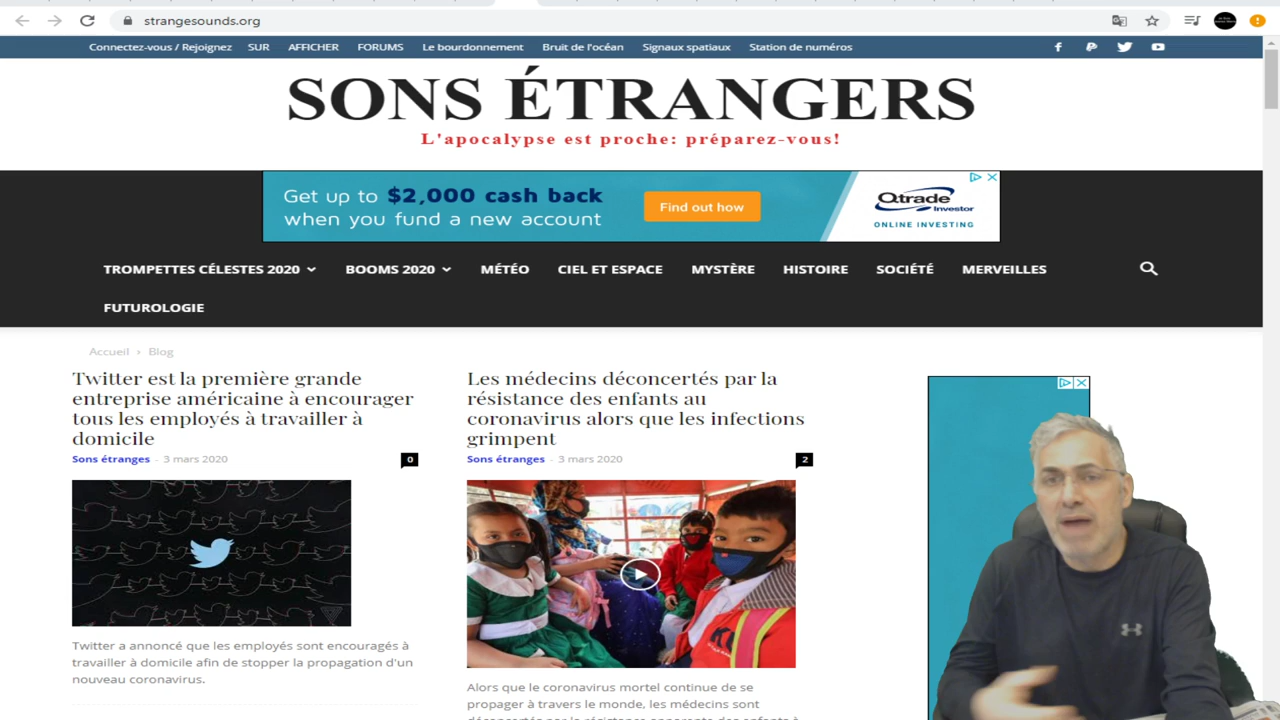 strangesounds.org
Connectez-vous / Rejoignez SUR AFFICHER FORUMS Le bourdonnement Bruit de l'océan Signaux spatiaux Station de numéros
SONS ÉTRANGERS
L'apocalypse est proche: préparez-vous!
Get up to $2,000 cash back
when you fund a new account
Find out how
Qtrade
Investor
ONLINE INVESTING
TROMPETTES CÉLESTES 2020 BOOMS 2020 MÉTÉO CIEL ET ESPACE MYSTÈRE HISTOIRE SOCIÉTÉ MERVEILLES
FUTUROLOGIE
Accueil › Blog
Twitter est la première grande
entreprise américaine à encourager
tous les employés à travailler à
domicile
Sons étranges - 3 mars 2020 0
Twitter a annoncé que les employés sont encouragés à
travailler à domicile afin de stopper la propagation d'un
nouveau coronavirus.
Les médecins déconcertés par la
résistance des enfants au
coronavirus alors que les infections
grimpent
Sons étranges - 3 mars 2020 2
Alors que le coronavirus mortel continue de se
propager à travers le monde, les médecins sont